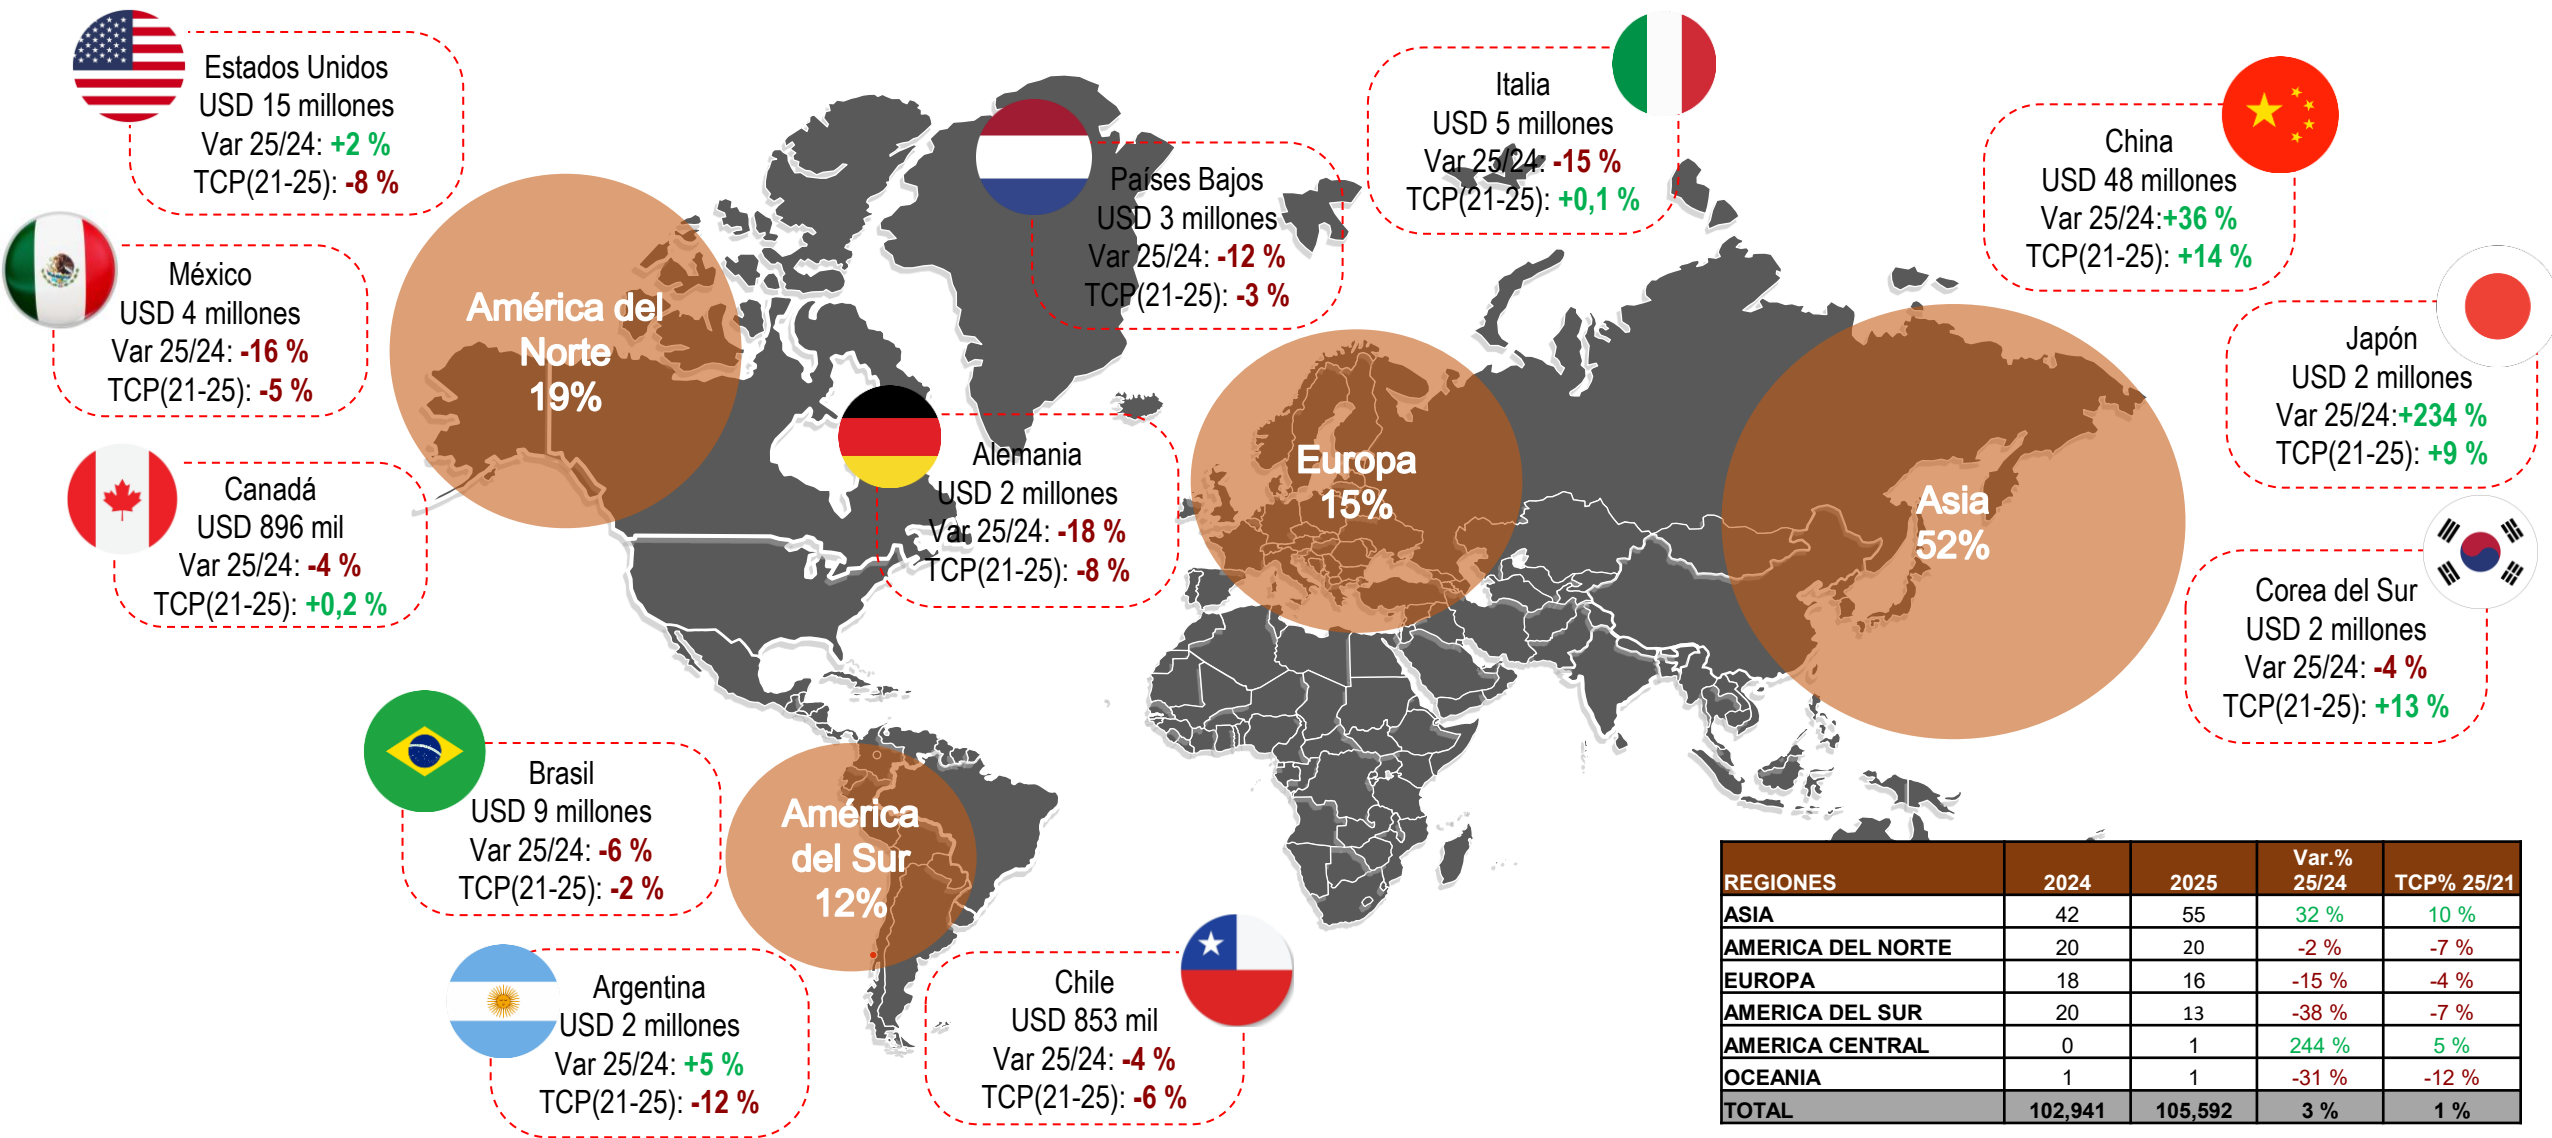 Estados Unidos
USD 15 millones
Var 25/24: +2 %
TCP(21-25): -8 %
México
USD 4 millones
Var 25/24: -16 %
TCP(21-25): -5 %
Canadá
USD 896 mil
Var 25/24: -4 %
TCP(21-25): +0,2 %
América del
Norte
19%
Países Bajos
USD 3 millones
Var 25/24: -12 %
TCP(21-25): -3 %
Alemania
USD 2 millones
Var 25/24: -18 %
TCP(21-25): -8 %
Italia
USD 5 millones
Var 25/24: -15 %
TCP(21-25): +0,1 %
Europa
15%
China
USD 48 millones
Var 25/24:+36 %
TCP(21-25): +14 %
Japón
USD 2 millones
Var 25/24:+234 %
TCP(21-25): +9 %
Asia
52%
Corea del Sur
USD 2 millones
Var 25/24: -4 %
TCP(21-25): +13 %
Brasil
USD 9 millones
Var 25/24: -6 %
TCP(21-25): -2 %
América
del Sur
12%
Argentina
USD 2 millones
Var 25/24: +5 %
TCP(21-25): -12 %
Chile
USD 853 mil
Var 25/24: -4 %
TCP(21-25): -6 %
REGIONES 2024 2025 Var.% 25/24 TCP% 25/21
ASIA 42 55 32 % 10 %
AMERICA DEL NORTE 20 20 -2 % -7 %
EUROPA 18 16 -15 % -4 %
AMERICA DEL SUR 20 13 -38 % -7 %
AMERICA CENTRAL 0 1 244 % 5 %
OCEANIA 1 1 -31 % -12 %
TOTAL 102,941 105,592 3 % 1 %